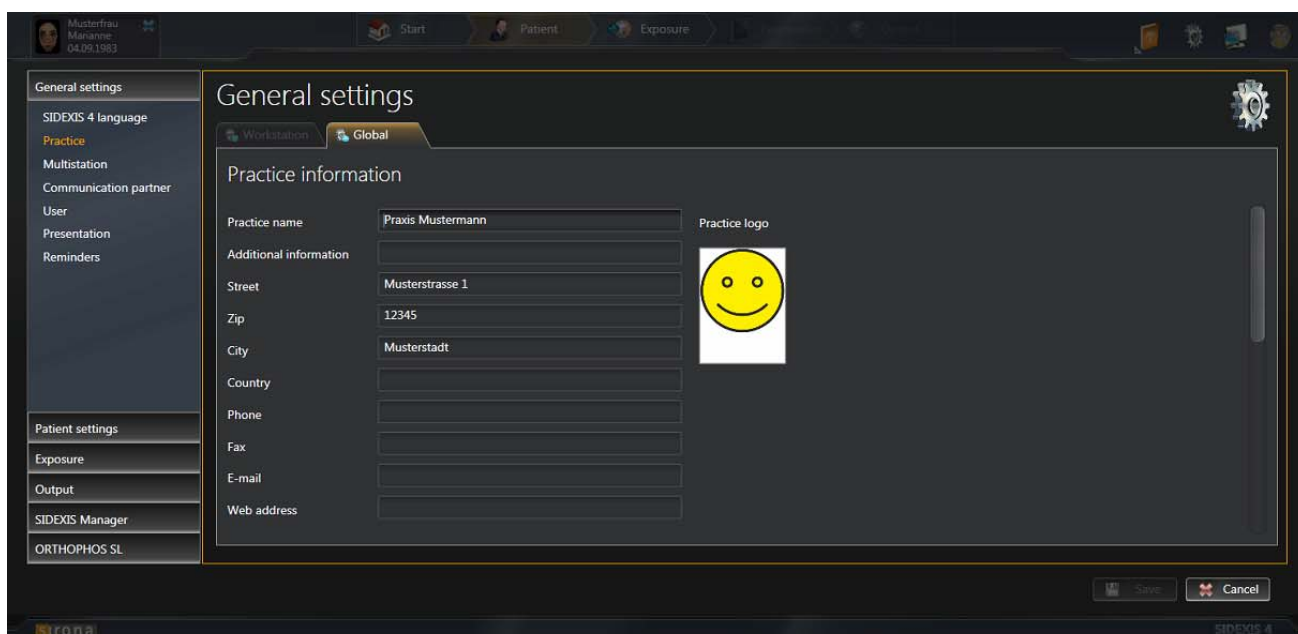 Musterfrau
Marianne
04.09.1983
Start
Patient
Exposure
General settings
SIDEXIS 4 language
Practice
Multistation
Communication partner
User
Presentation
Reminders
Patient settings
Exposure
Output
SIDEXIS Manager
ORTHOPHOS SL
General settings
Workstation
Global
Practice information
Practice name Praxis Mustermann
Practice logo
Additional information
Street Musterstrasse 1
Zip 12345
City Musterstadt
Country
Phone
Fax
E-mail
Web address
Save
Cancel
sirona
SIDEXIS 4